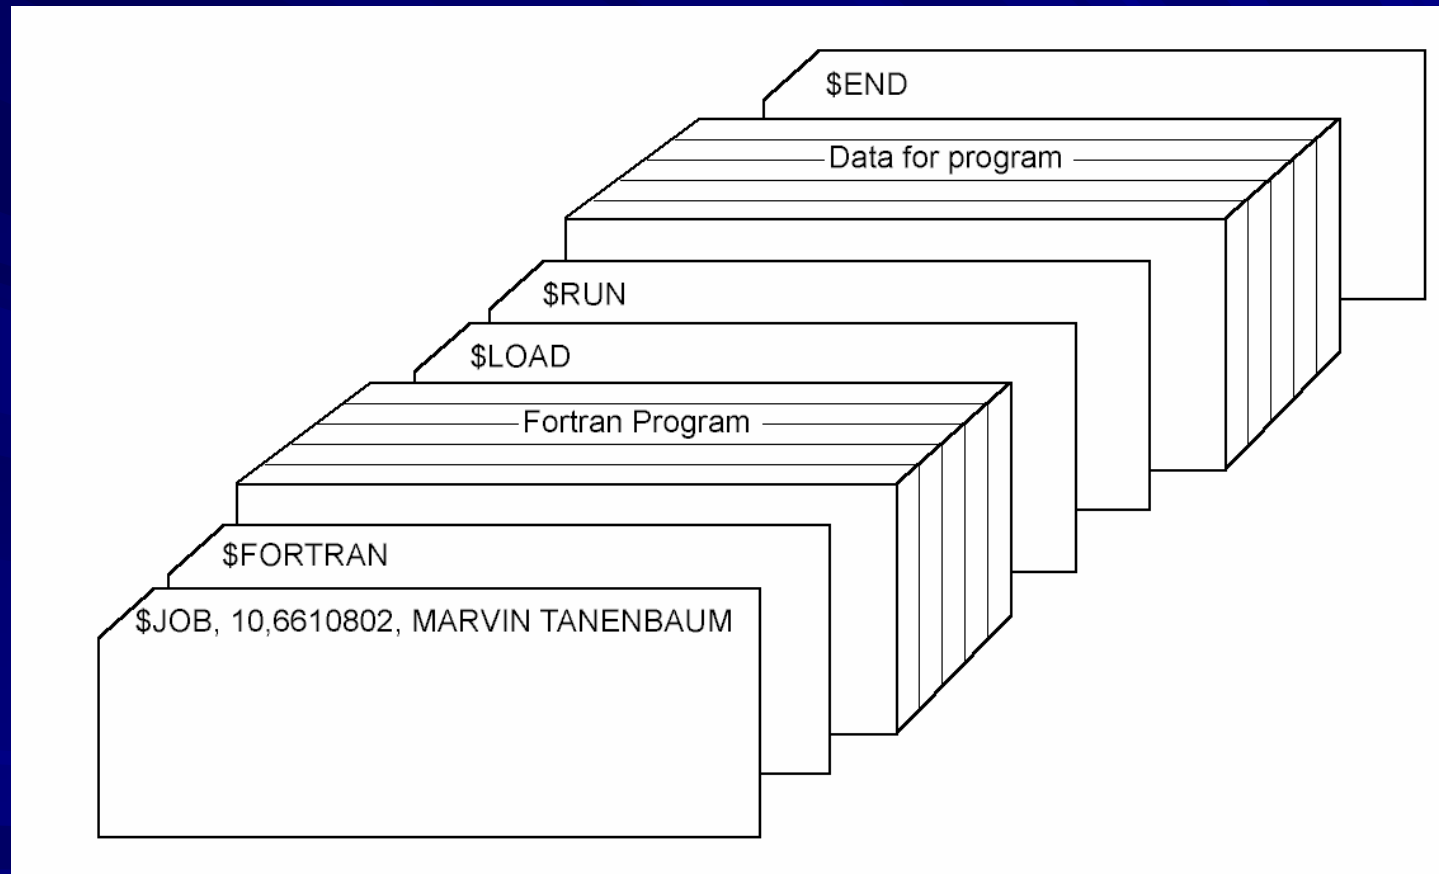 $END
Data for program
$RUN
$LOAD
Fortran Program
$FORTRAN
$JOB, 10,6610802, MARVIN TANENBAUM